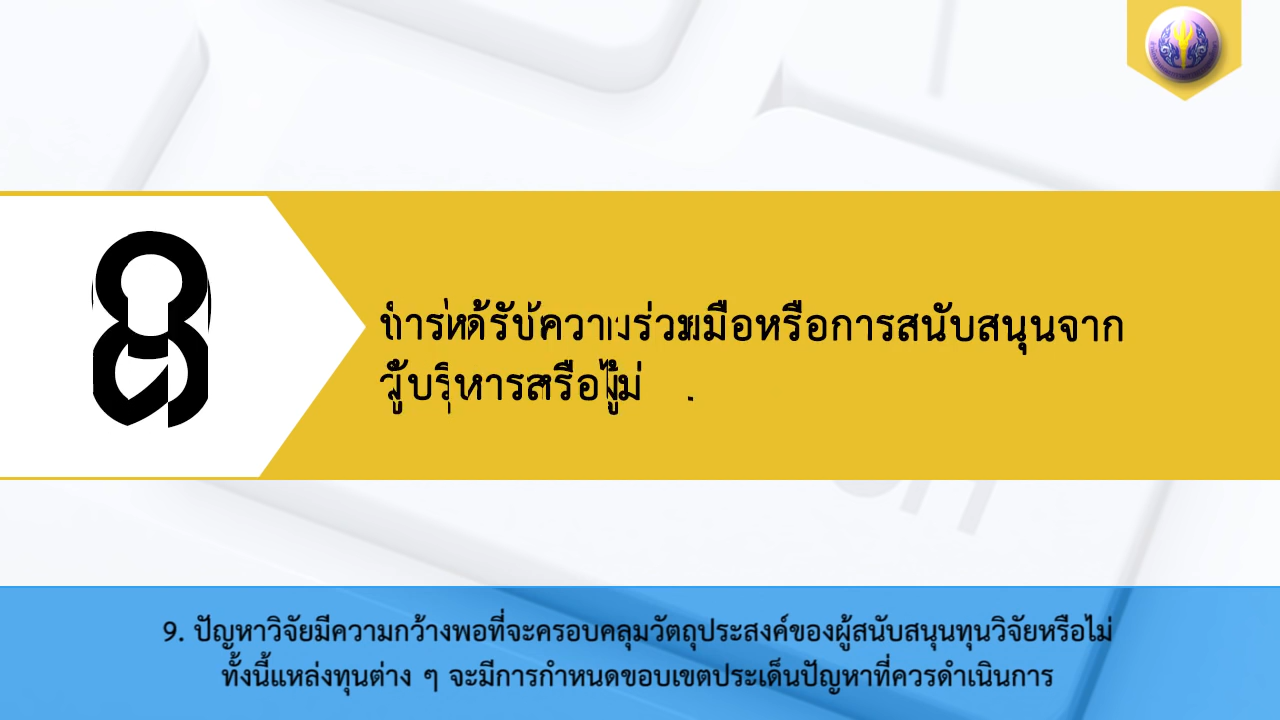 ความร่วมมือหรือการสนับสนุนจาก
9. ปัญหาวิจัยมีความกว้างพอที่จะครอบคลุมวัตถุประสงค์ของผู้สนับสนุนทุนวิจัยหรือไม่
ทั้งนี้แหล่งทุนต่าง ๆ จะมีการกำหนดขอบเขตประเด็นปัญหาที่ควรดำเนินการ